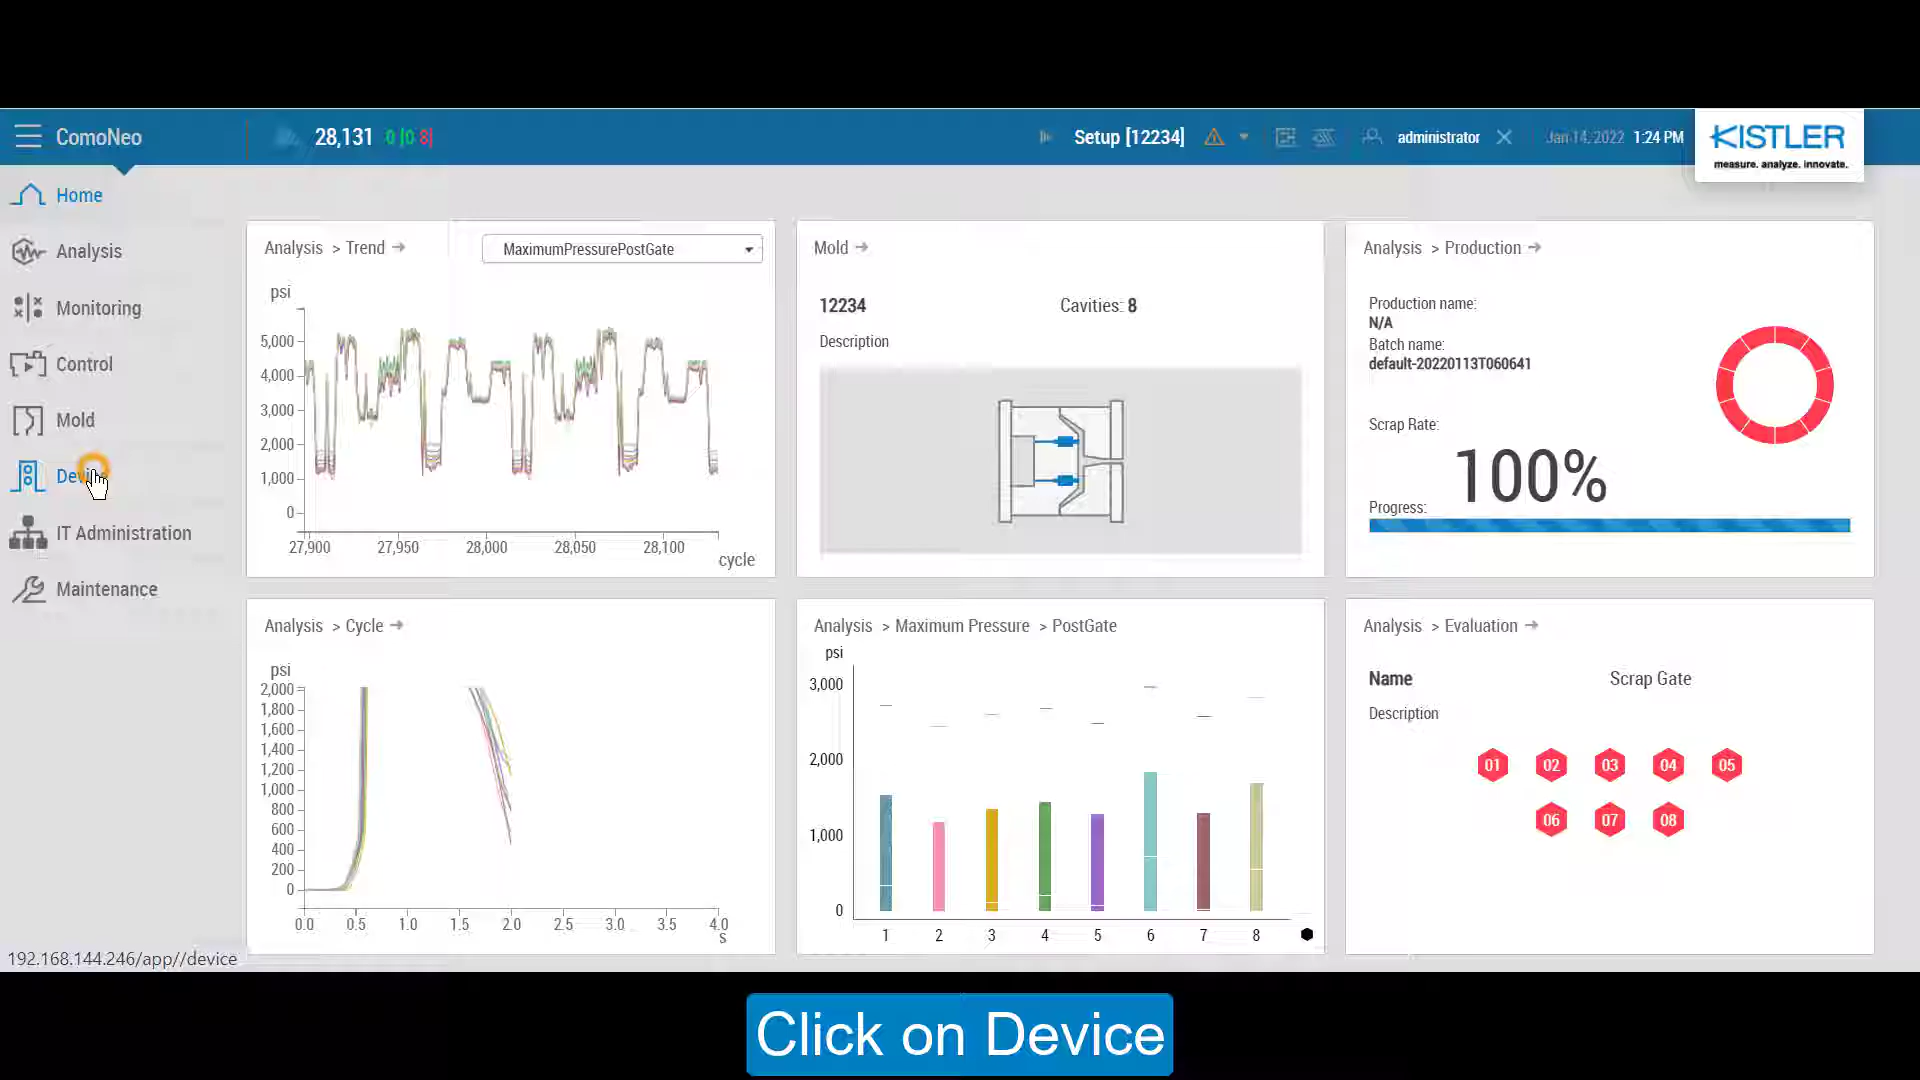 ComoNeo
28,131 0 [0 8]
Setup [12234]
administrator
Jan 14, 2022 1:24 PM
KISTLER
measure. analyze. innovate.
Home
Analysis
Monitoring
Control
Mold
IT Administration
Maintenance
Analysis > Trend
MaximumPressurePostGate
psi
5,000
4,000
3,000
2,000
1,000
0
27,900 27,950 28,000 28,050 28,100
cycle
Mold
12234 Cavities: 8
Description
Analysis > Production
Production name:
N/A
Batch name:
default-20220113T060641
Scrap Rate:
100%
Progress:
Analysis > Cycle
psi
2,000
1,800
1,600
1,400
1,200
1,000
800
600
400
200
0
0.0 0.5 1.0 1.5 2.0 2.5 3.0 3.5 4.0
s
Analysis > Maximum Pressure > PostGate
psi
3,000
2,000
1,000
0
1 2 3 4 5 6 7 8
Analysis > Evaluation
Name Scrap Gate
Description
01 02 03 04 05
06 07 08
192.168.144.246/app//device
Click on Device